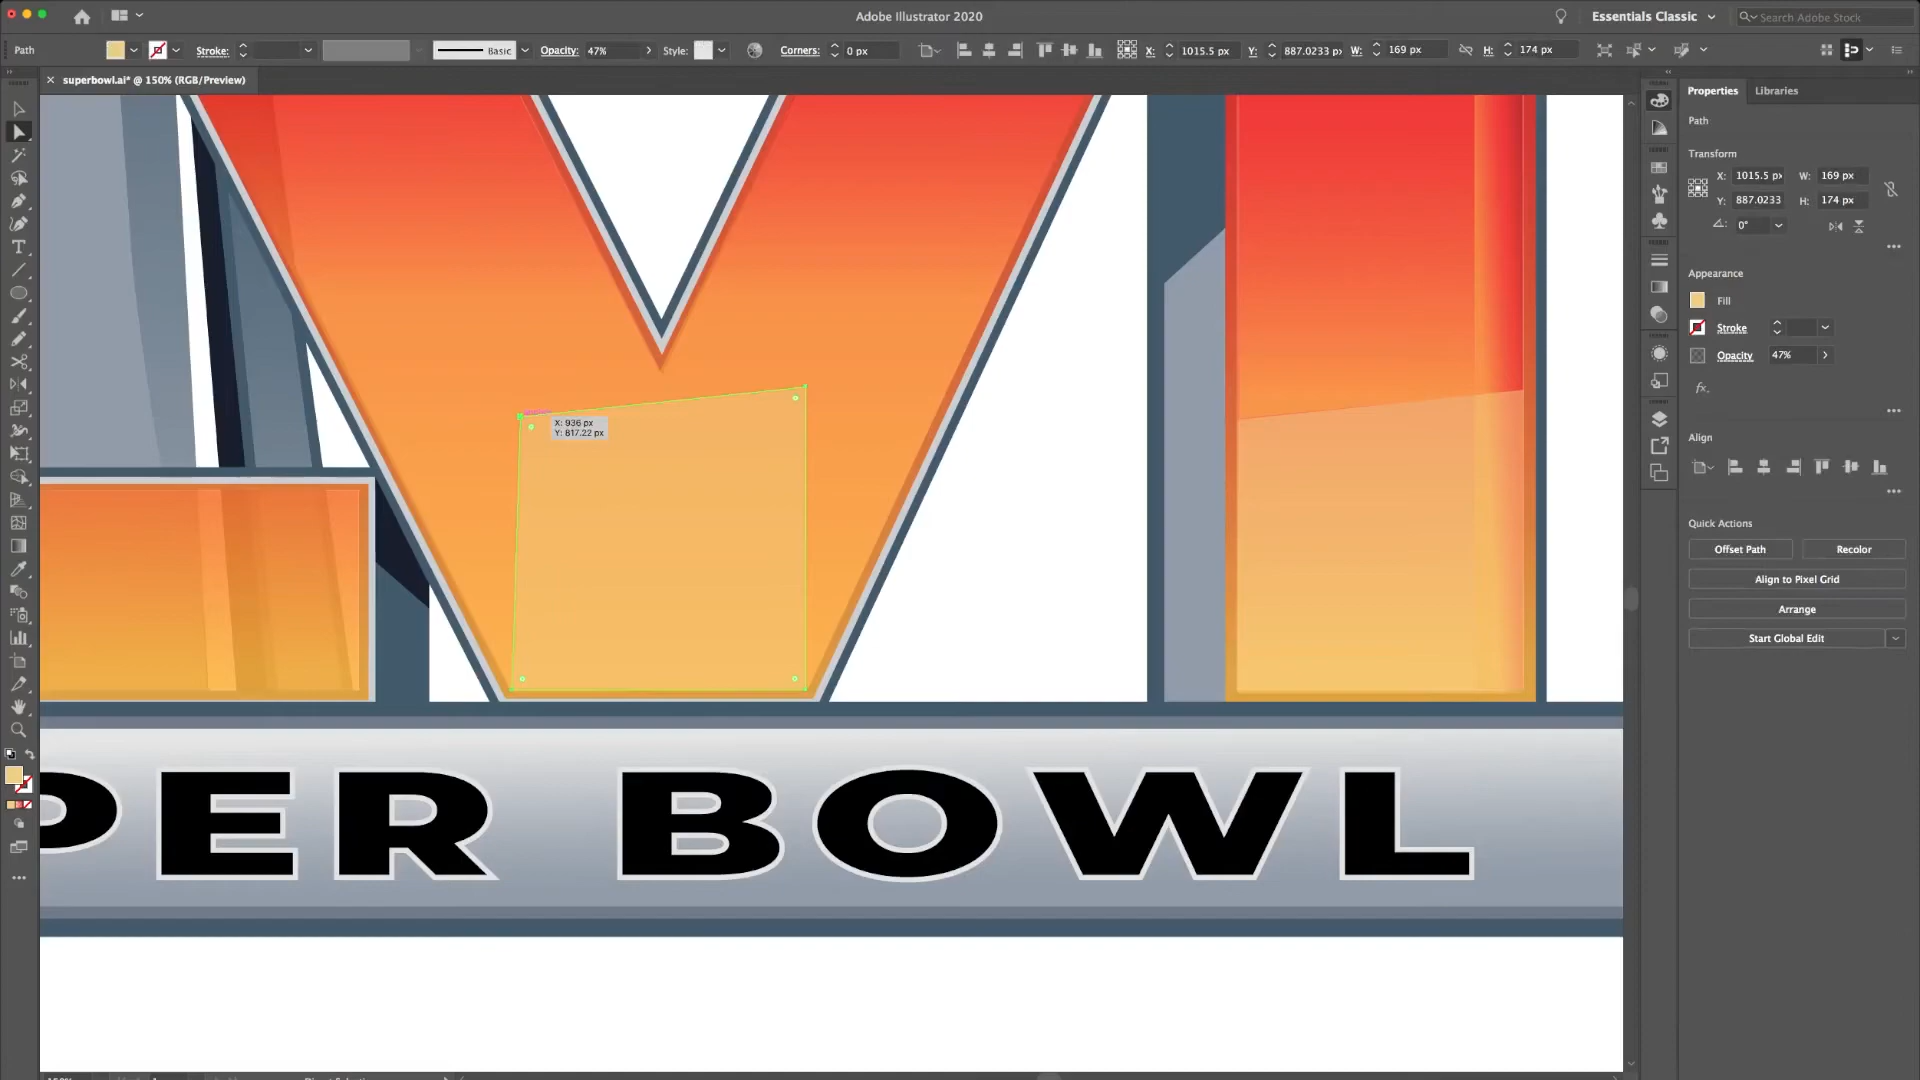 Adobe Illustrator 2020
Essentials Classic
Search Adobe Stock
Path
Stroke:
Basic
Opacity: 47%
Style:
Corners: 0 px
X: 1015.5 px
Y: 887.0233 p
W: 169 px
H: 174 px
superbowl.ai* @ 150% (RGB/Preview)
Properties
Libraries
Path
Transform
X: 1015.5 p
W: 169 px
Y: 887.0233
H: 174 px
0°
Appearance
Fill
Stroke
Opacity 47%
fx.
Align
Quick Actions
Offset Path
Recolor
Align to Pixel Grid
Arrange
Start Global Edit
X: 936 px
Y: 817.22 px
PER BOWL